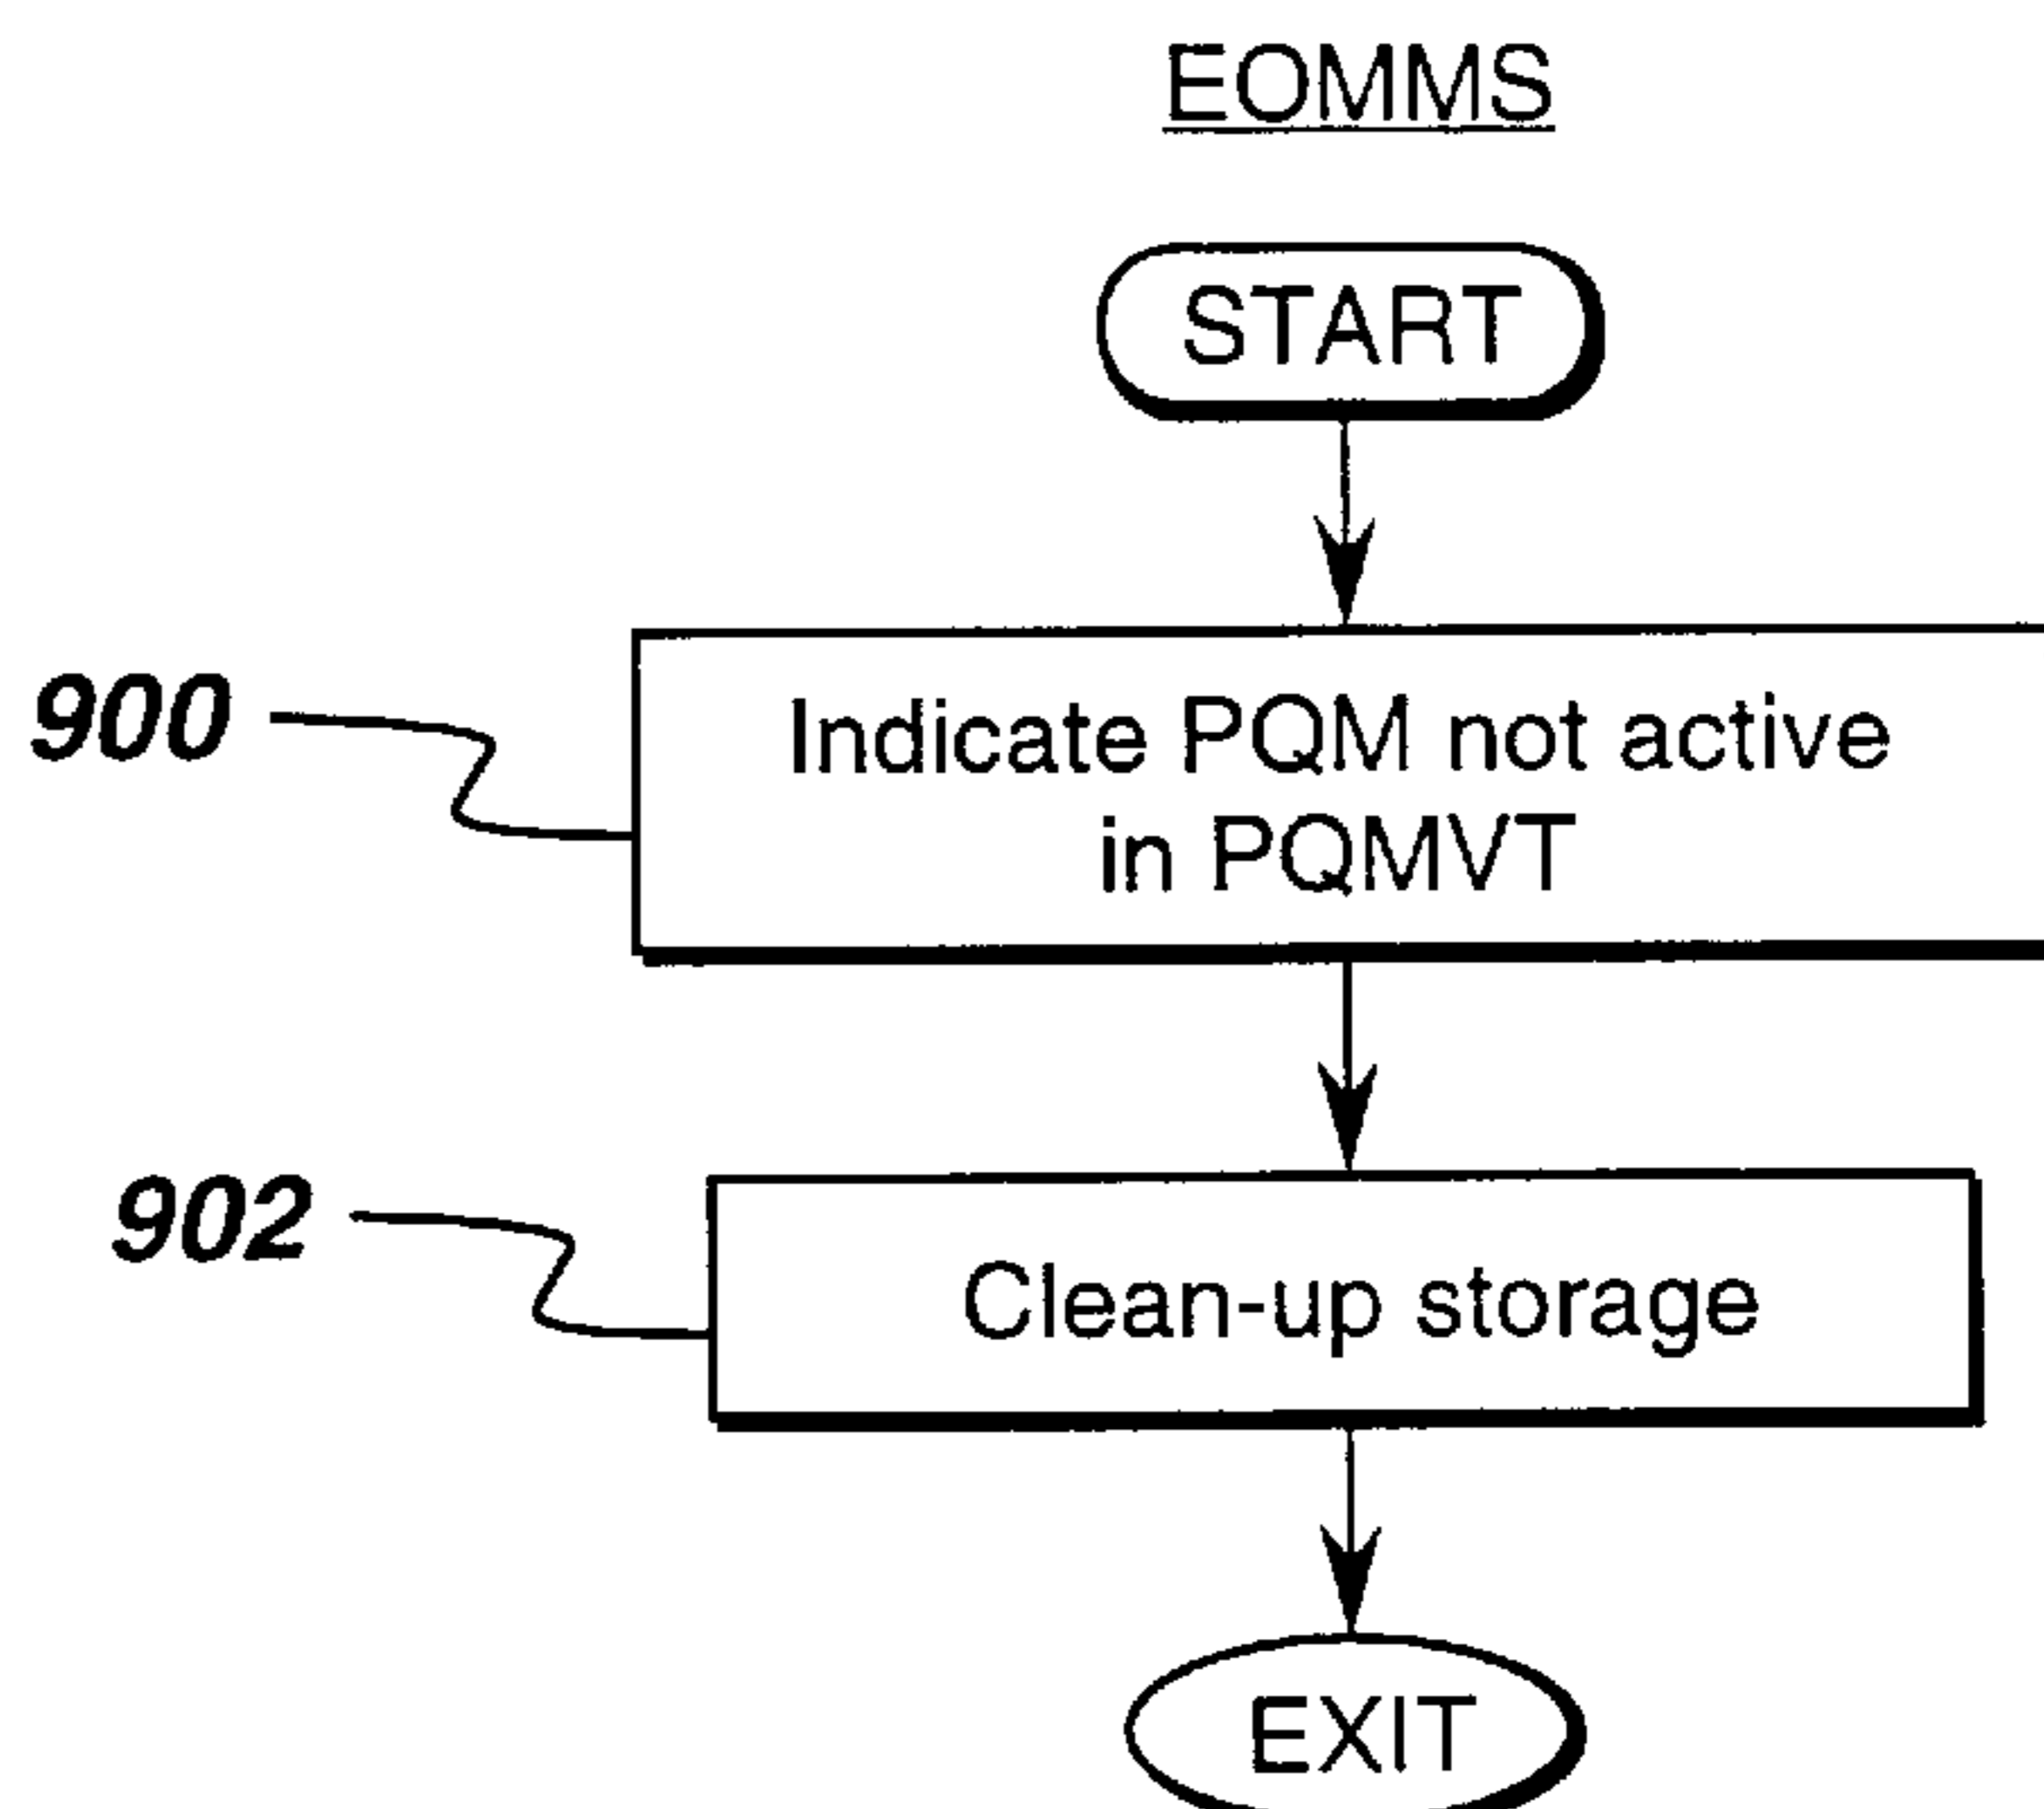 EOMMS
START
900
Indicate PQM not active
in PQMVT
902
Clean-up storage
EXIT